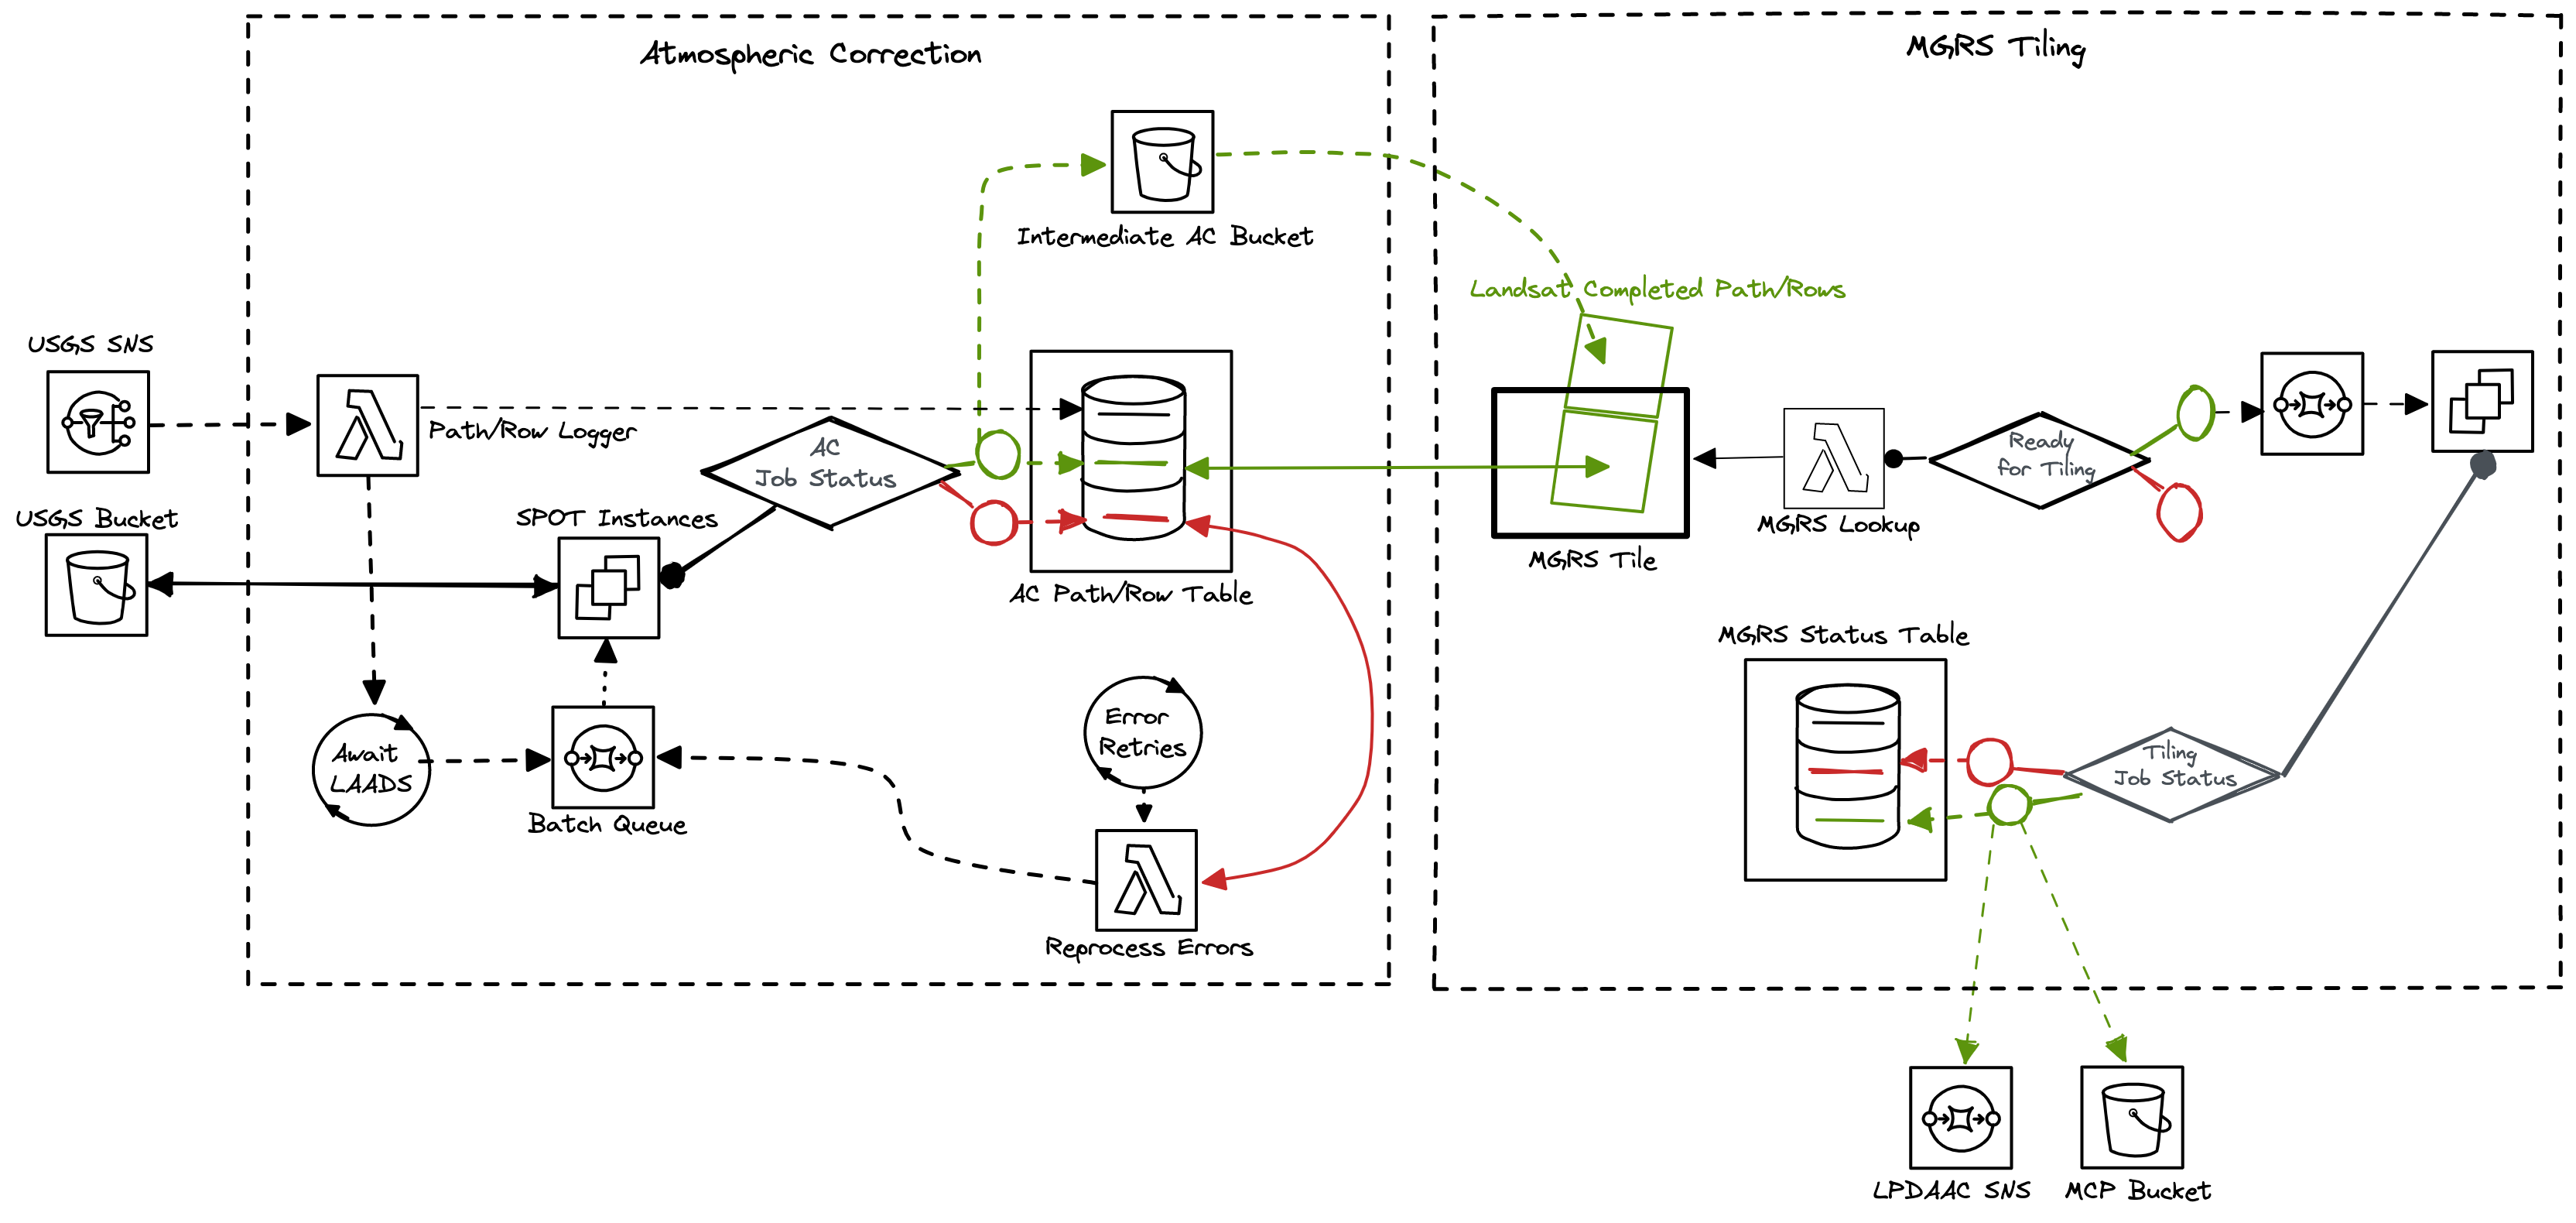 Atmospheric Correction
MGRS Tiling
Intermediate AC Bucket
Landsat Completed Path/Rows
USGS SNS
Path/Row Logger
AC
Job Status
Ready
for Tiling
USGS Bucket
SPOT Instances
MGRS Lookup
MGRS Tile
AC Path/Row Table
MGRS Status Table
Error
Retries
Await
LAADS
Tiling
Job Status
Batch Queue
Reprocess Errors
LPDAAC SNS
MCP Bucket